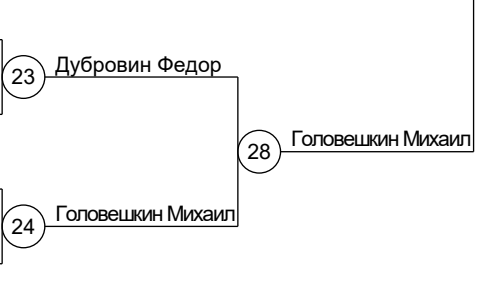 23
Дубровин Федор
28
Головешкин Михаил
24
Головешкин Михаил